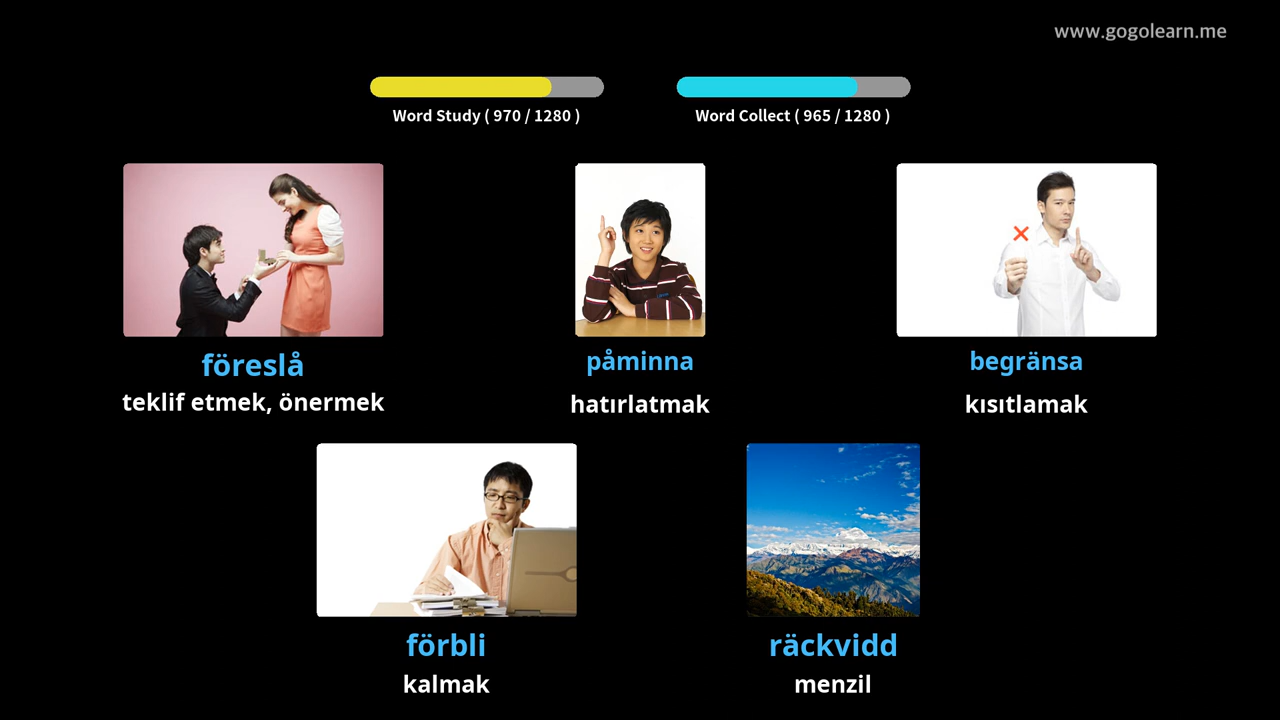 www.gogolearn.me
Word Study ( 970 / 1280 )
Word Collect ( 965 / 1280 )
föreslå
teklif etmek, önermek
påminna
hatırlatmak
begränsa
kısıtlamak
förbli
kalmak
räckvidd
menzil